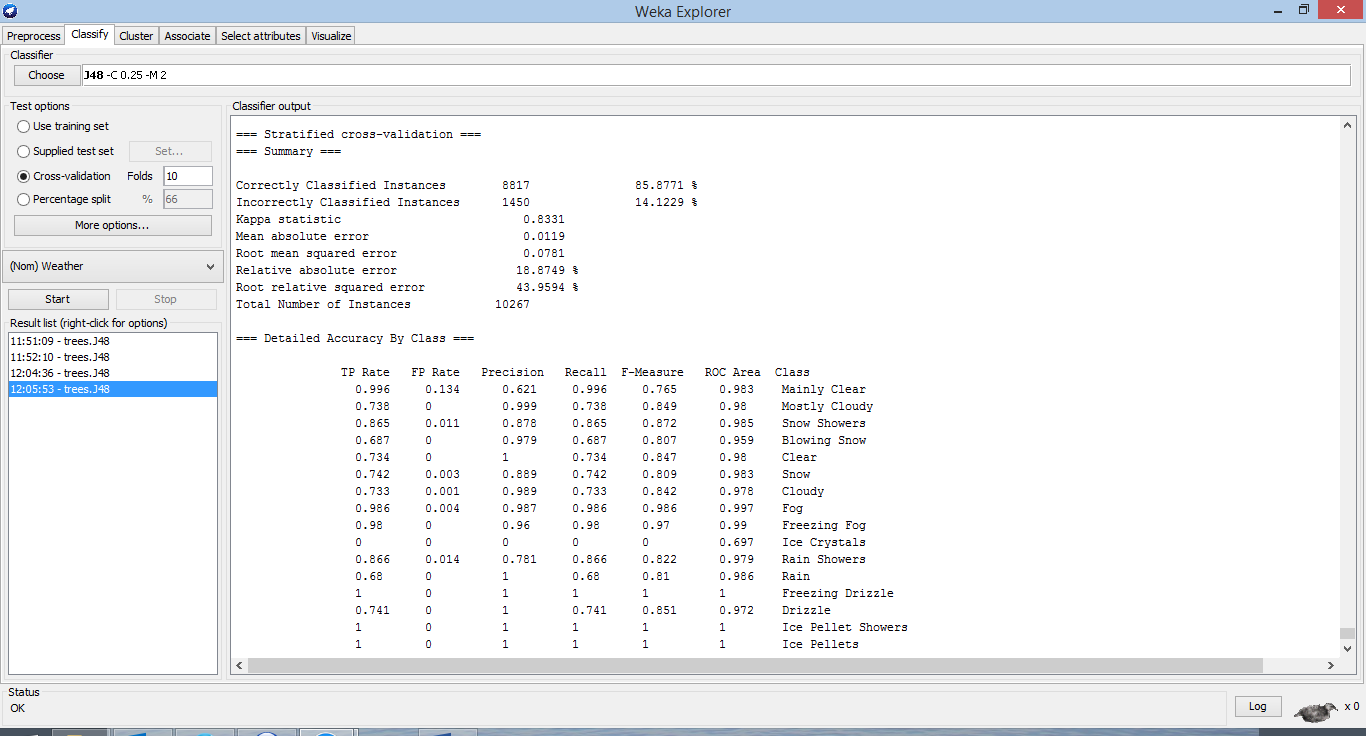 Weka Explorer
Preprocess Classify Cluster Associate Select attributes Visualize
Classifier
Choose J48 -C 0.25 -M 2
Test options
Use training set
Supplied test set Set...
Cross-validation Folds 10
Percentage split % 66
More options...
(Nom) Weather
Start Stop
Result list (right-click for options)
11:51:09 - trees.J48
11:52:10 - trees.J48
12:04:36 - trees.J48
12:05:53 - trees.J48
Classifier output
=== Stratified cross-validation ===
=== Summary ===
Correctly Classified Instances 8817 85.8771 %
Incorrectly Classified Instances 1450 14.1229 %
Kappa statistic 0.8331
Mean absolute error 0.0119
Root mean squared error 0.0781
Relative absolute error 18.8749 %
Root relative squared error 43.9594 %
Total Number of Instances 10267
=== Detailed Accuracy By Class ===
TP Rate FP Rate Precision Recall F-Measure ROC Area Class
0.996 0.134 0.621 0.996 0.765 0.983 Mainly Clear
0.738 0 0.999 0.738 0.849 0.98 Mostly Cloudy
0.865 0.011 0.878 0.865 0.872 0.985 Snow Showers
0.687 0 0.979 0.687 0.807 0.959 Blowing Snow
0.734 0 1 0.734 0.847 0.98 Clear
0.742 0.003 0.889 0.742 0.809 0.983 Snow
0.733 0.001 0.989 0.733 0.842 0.978 Cloudy
0.986 0.004 0.987 0.986 0.986 0.997 Fog
0.98 0 0.96 0.98 0.97 0.99 Freezing Fog
0 0 0 0 0 0.697 Ice Crystals
0.866 0.014 0.781 0.866 0.822 0.979 Rain Showers
0.68 0 1 0.68 0.81 0.986 Rain
1 0 1 1 1 1 Freezing Drizzle
0.741 0 1 0.741 0.851 0.972 Drizzle
1 0 1 1 1 1 Ice Pellet Showers
1 0 1 1 1 1 Ice Pellets
Status
OK
Log x 0